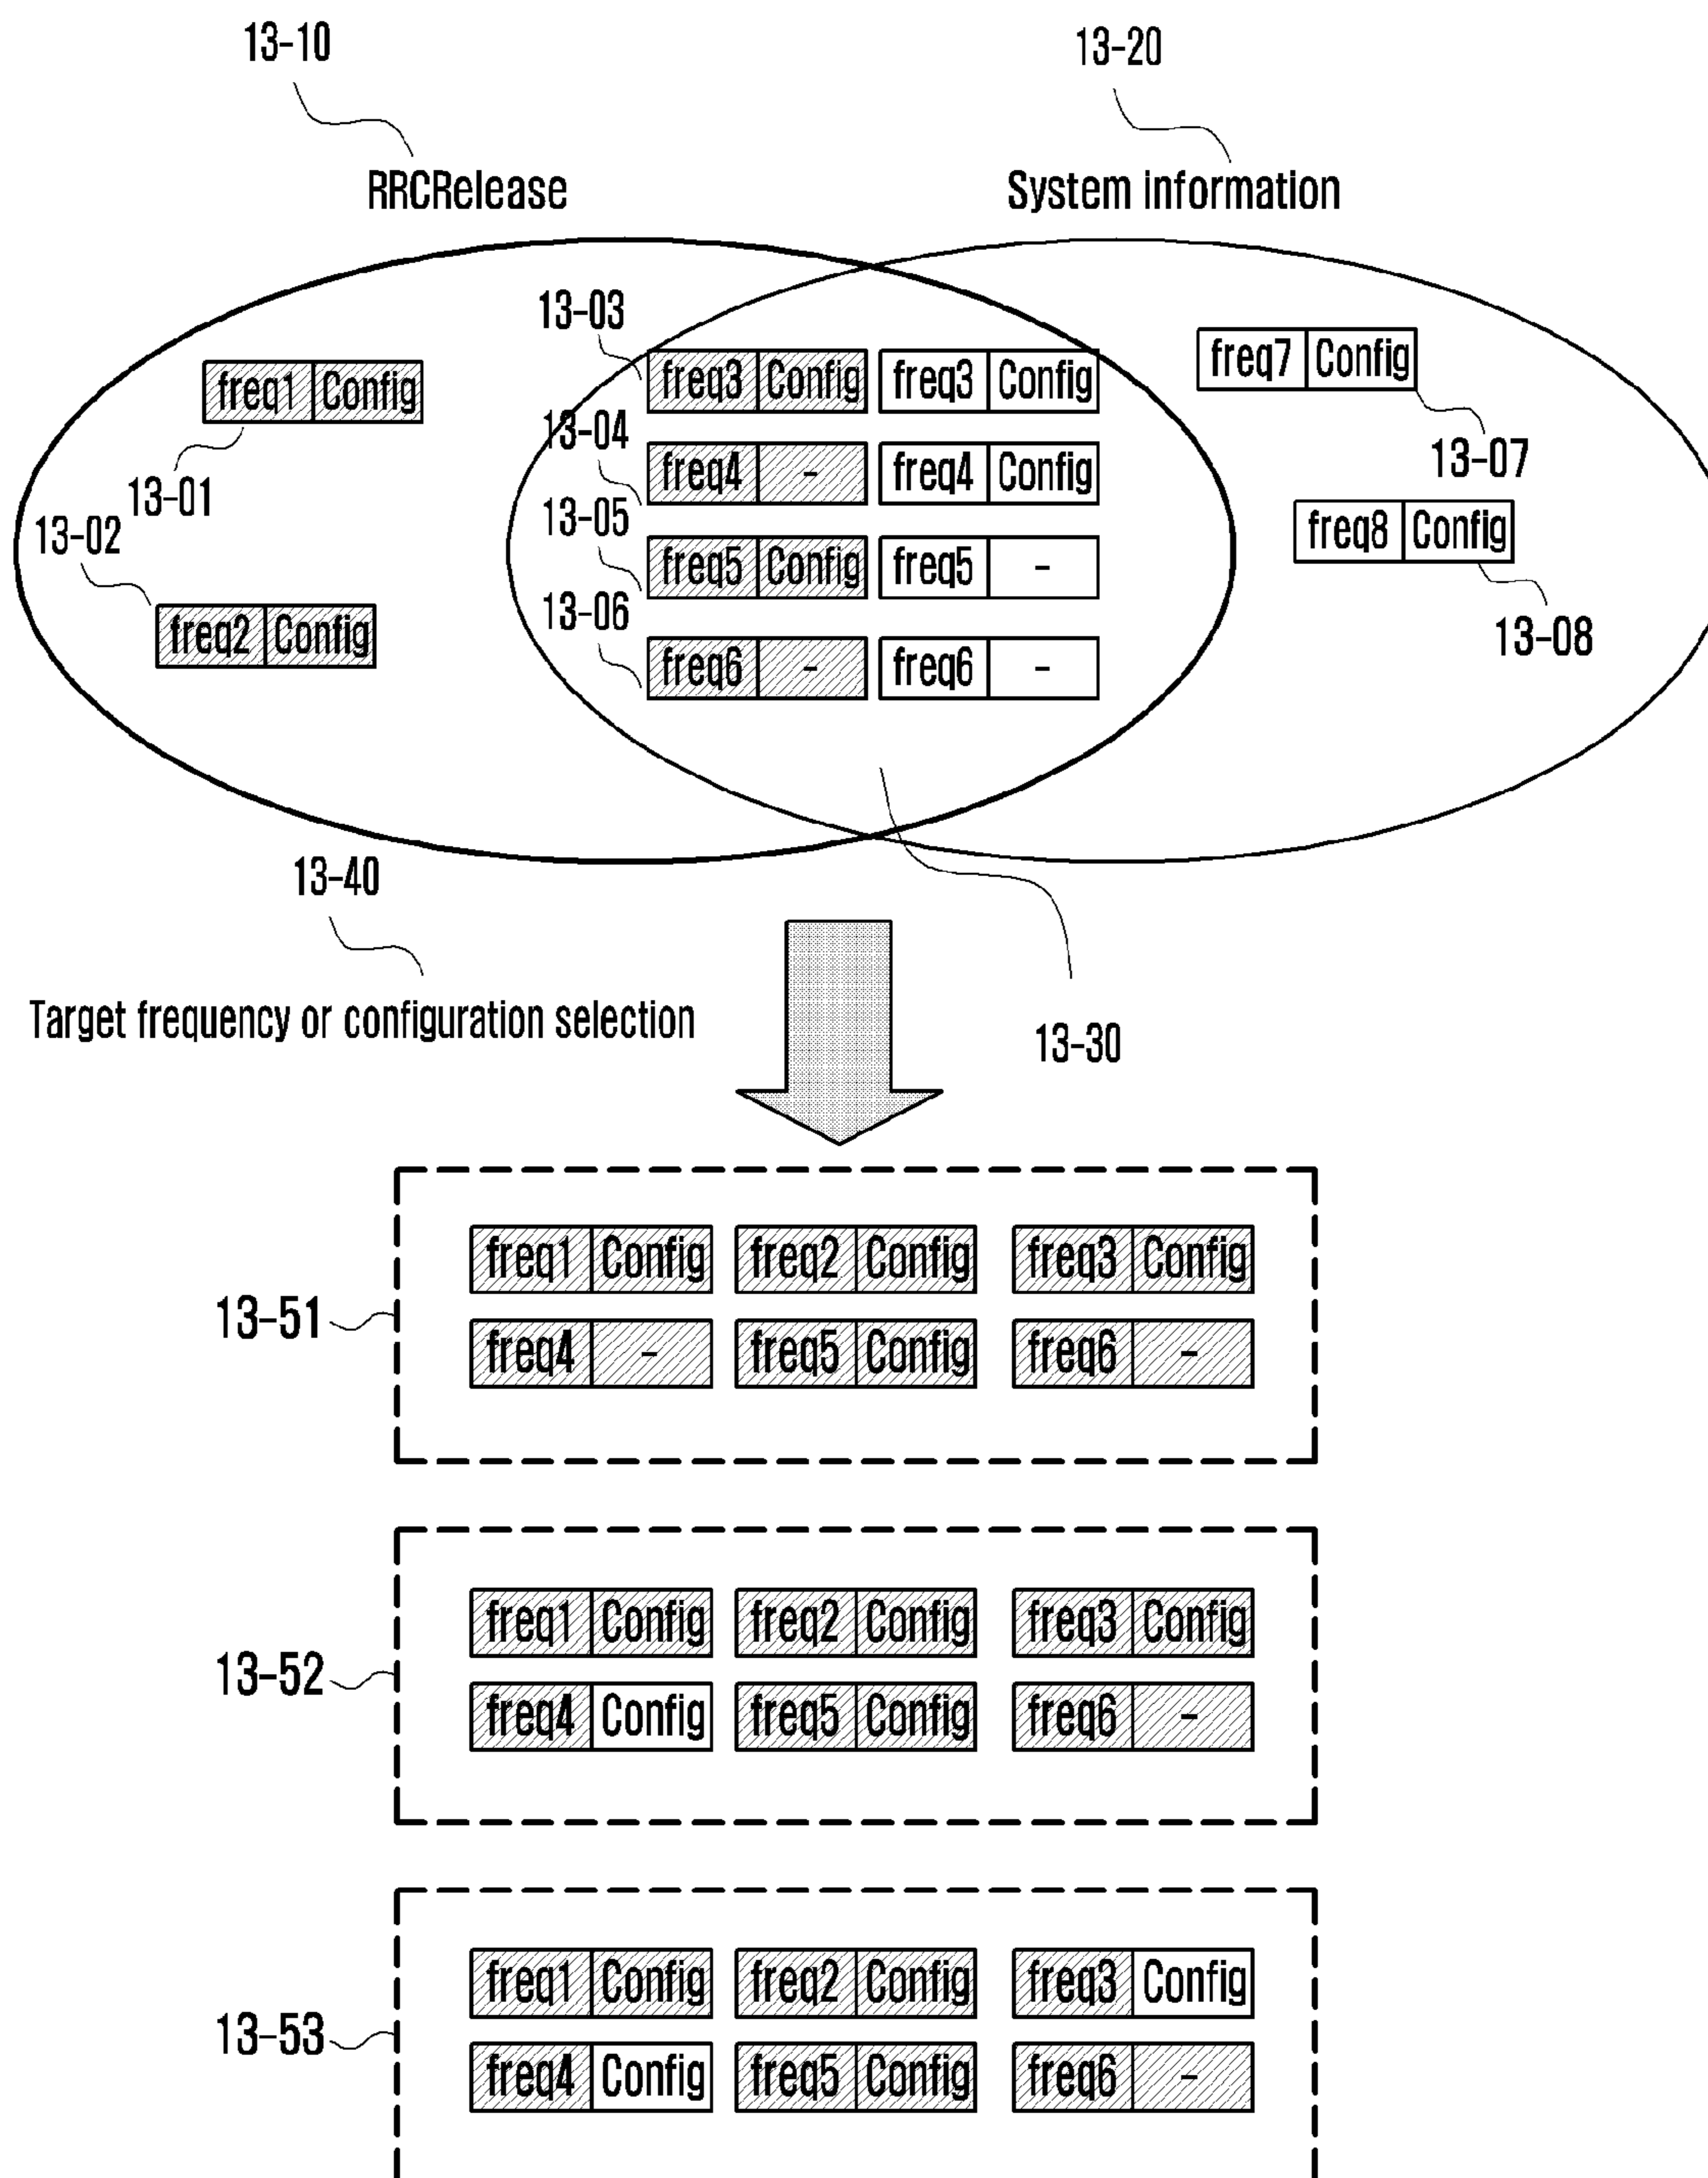 13-10
13-20
RRCRelease
System information
13-03
freq1 Config
freq3 Config freq3 Config
freq7 Config
13-04
13-01
freq4 - freq4 Config
13-07
13-05
13-02
freq5 Config freq5 -
freq8 Config
13-06
freq2 Config
freq6 - freq6 -
13-08
13-40
Target frequency or configuration selection
13-30
freq1 Config freq2 Config freq3 Config
13-51
freq4 - freq5 Config freq6 -
freq1 Config freq2 Config freq3 Config
13-52
freq4 Config freq5 Config freq6 -
freq1 Config freq2 Config freq3 Config
13-53
freq4 Config freq5 Config freq6 -